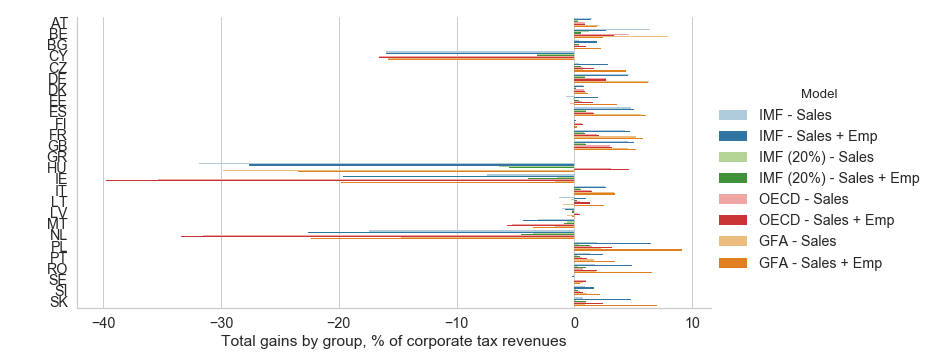 AT
BE
BG
CY
CZ
DE
DK
EE
ES
FI
FR
GB
GR
HU
IE
IT
LT
LV
MT
NL
PL
PT
RO
SE
SI
SK
−40
−30
−20
−10
0
10
Total gains by group, % of corporate tax revenues
Model
IMF - Sales
IMF - Sales + Emp
IMF (20%) - Sales
IMF (20%) - Sales + Emp
OECD - Sales
OECD - Sales + Emp
GFA - Sales
GFA - Sales + Emp